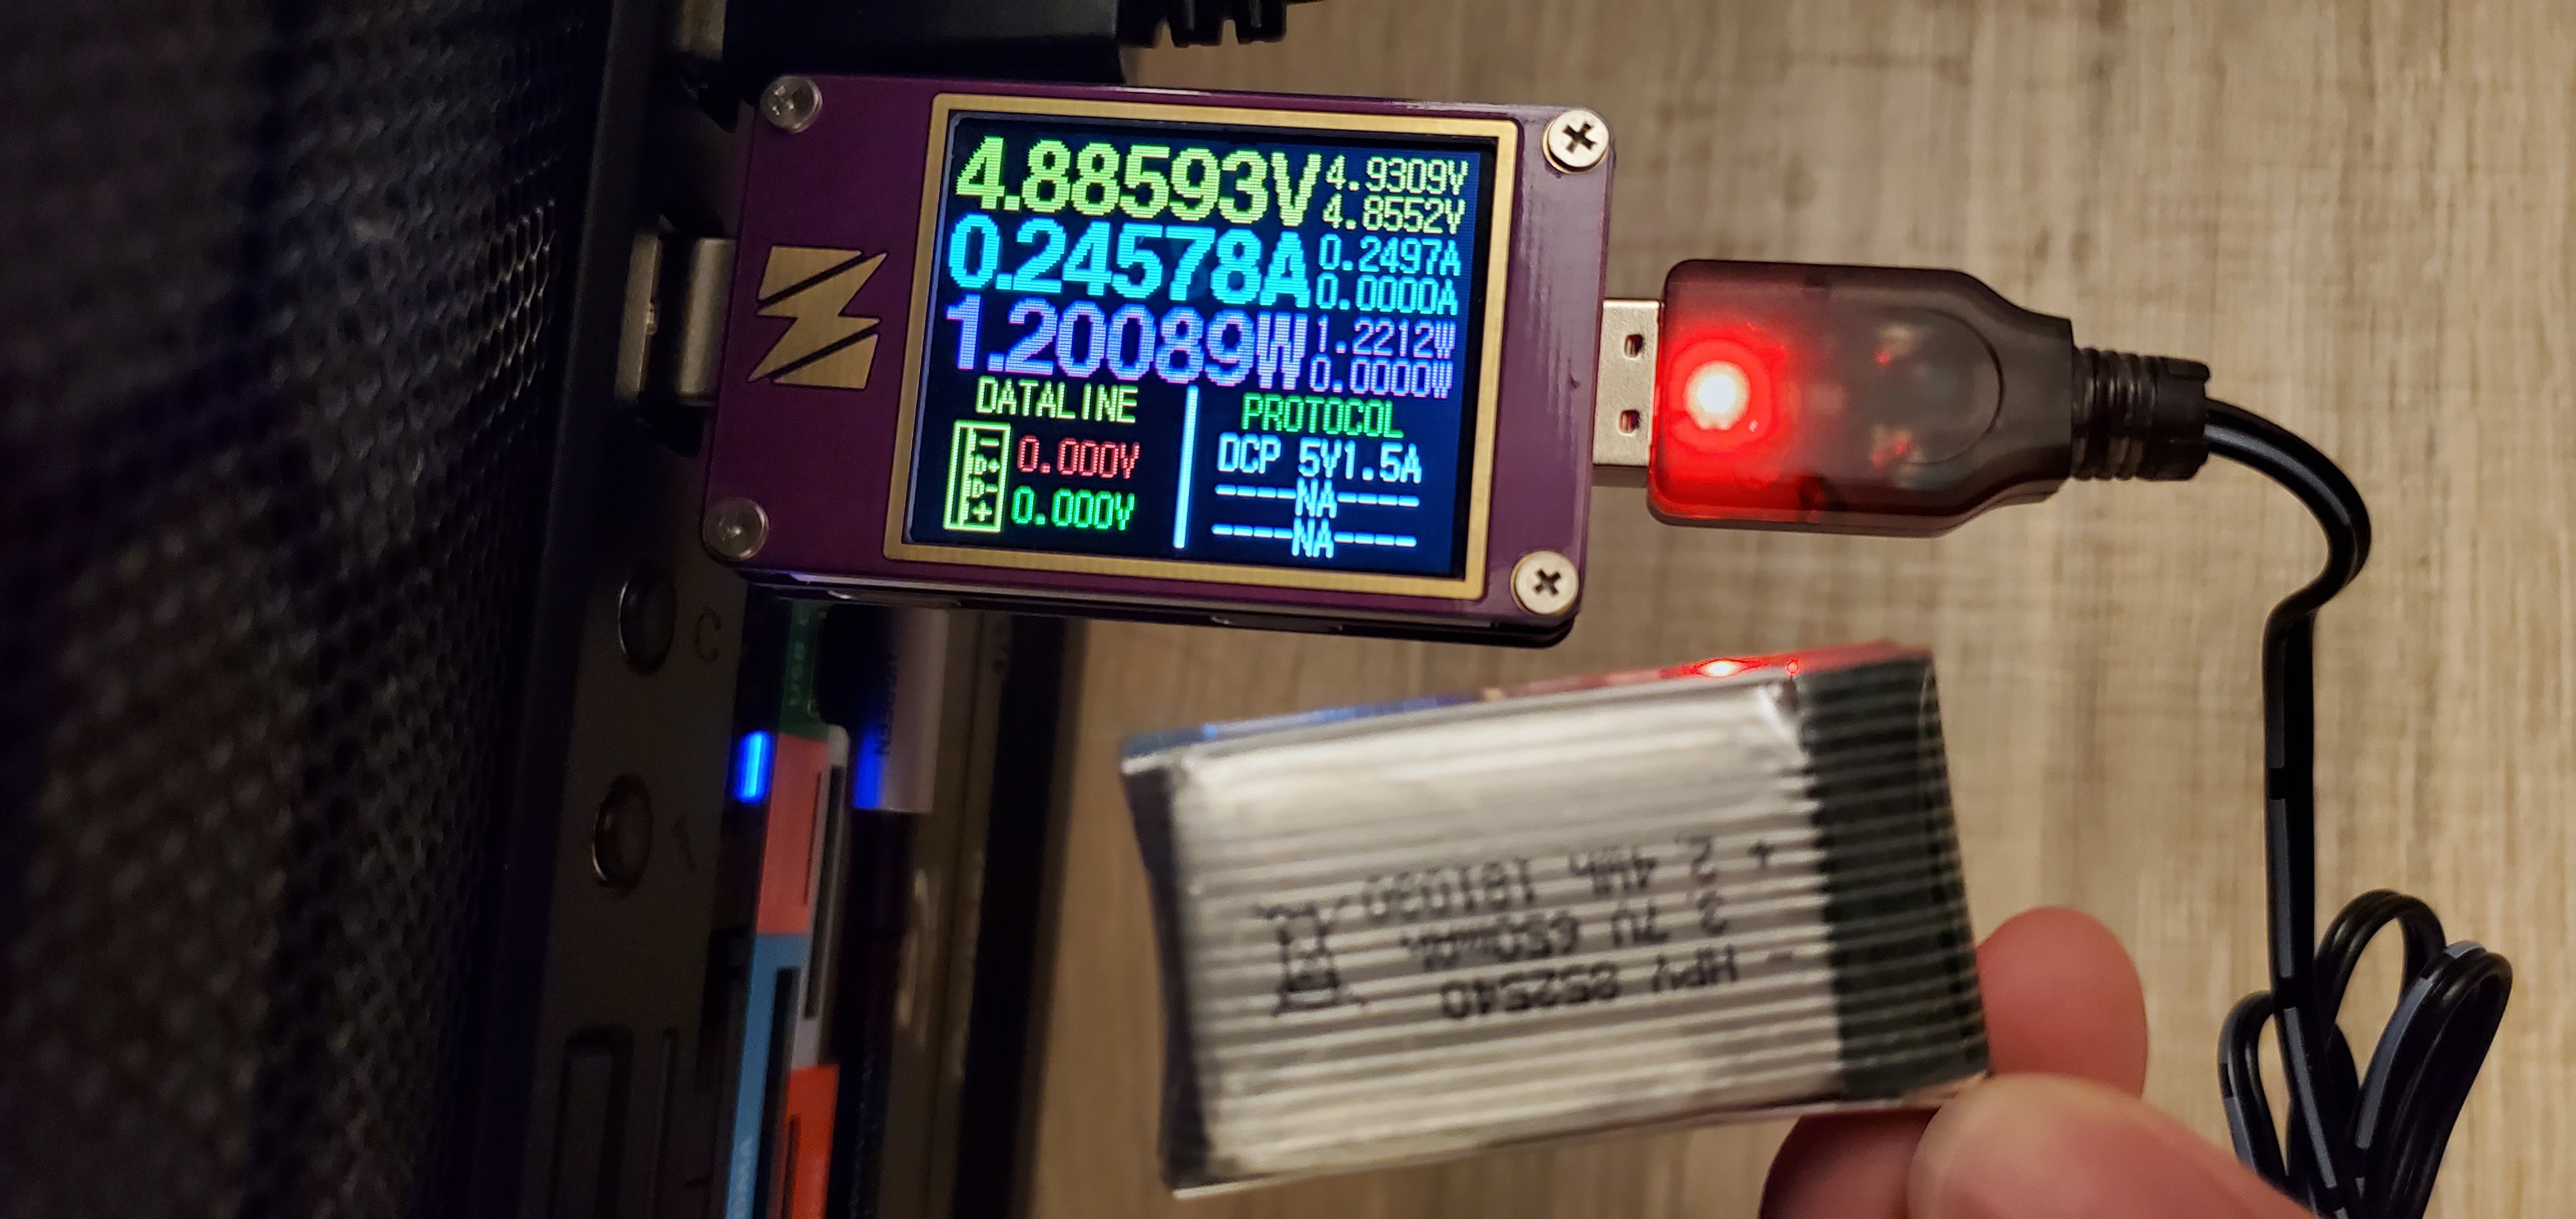 4.88593V
4.9309V
4.8552V
0.24578A
0.2497A
0.0000A
1.20089W
1.2212W
0.0000W
DATALINE
- D+ D- +
0.000V
0.000V
PROTOCOL
DCP 5V1.5A
----NA----
----NA----
- HPY 852540
3.7V 650mAh
+ 2.4Wh 181030
USB